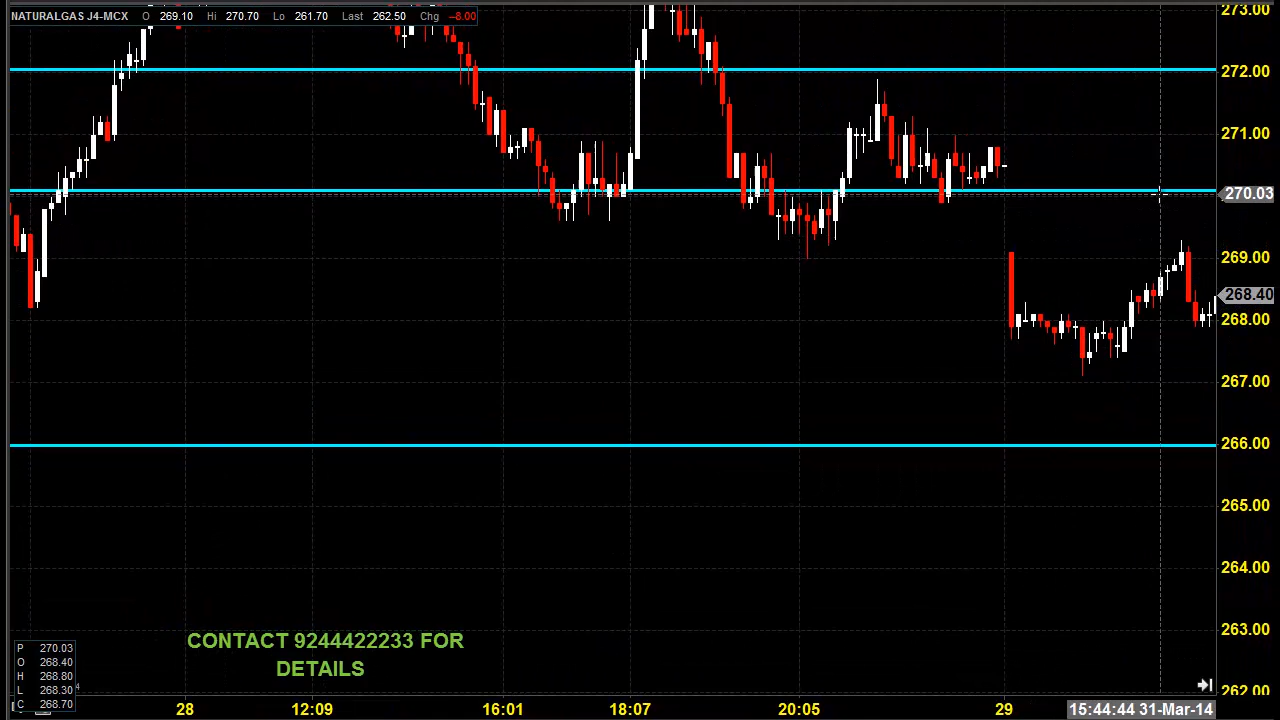 NATURALGAS J4-MCX O 269.10 Hi 270.70 Lo 261.70 Last 262.50 Chg −8.00
273.00
272.00
271.00
270.03
269.00
268.40
268.00
267.00
266.00
265.00
264.00
263.00
262.00
CONTACT 9244422233 FOR
DETAILS
P 270.03
O 268.40
H 268.80
L 268.30
C 268.70
28 12:09 16:01 18:07 20:05 29 15:44:44 31-Mar-14